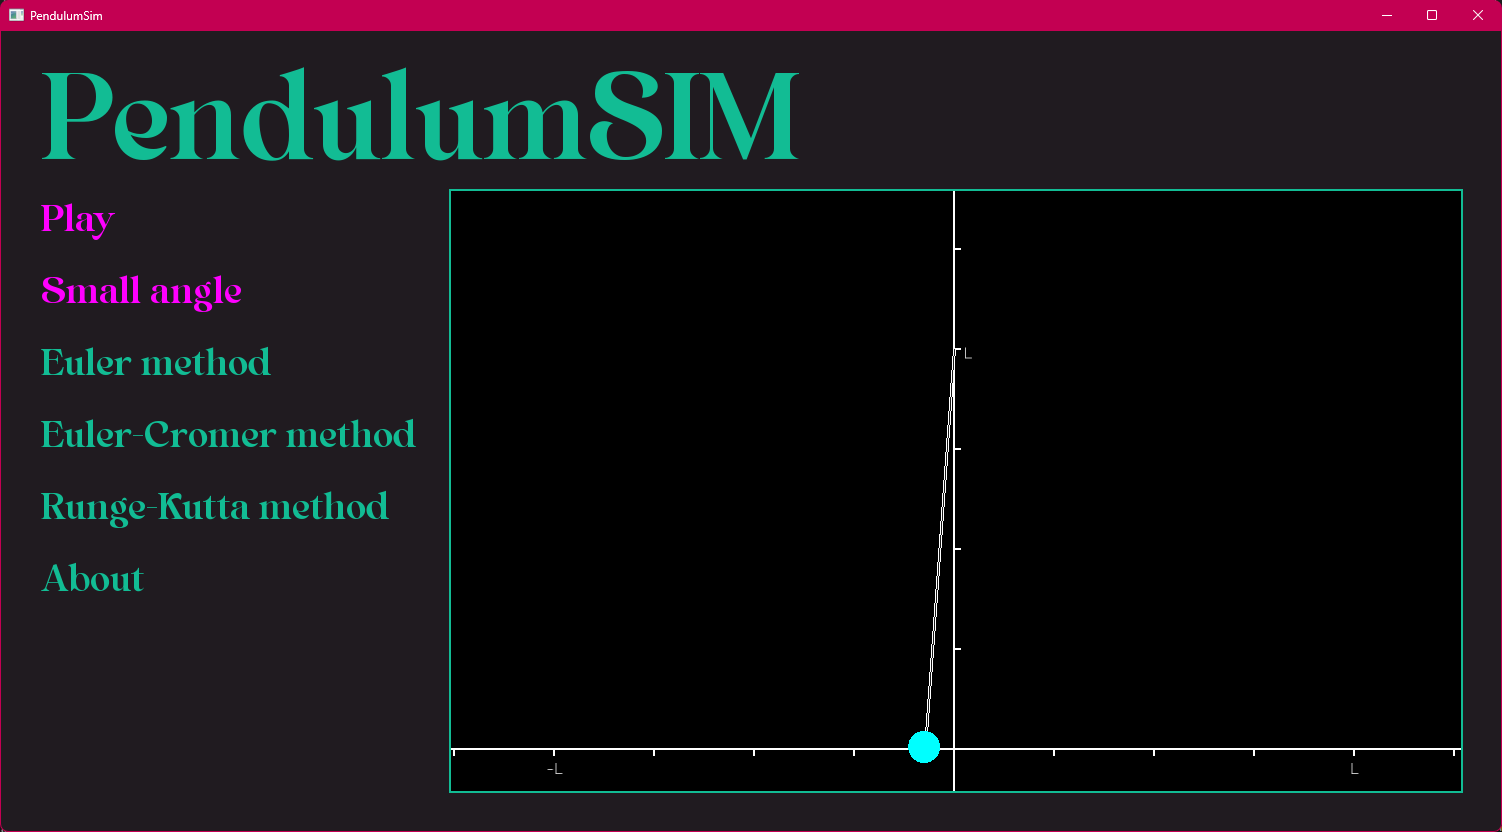 PendulumSim
PendulumSIM
Play
Small angle
Euler method
Euler-Cromer method
Runge-Kutta method
About
L
-L
L